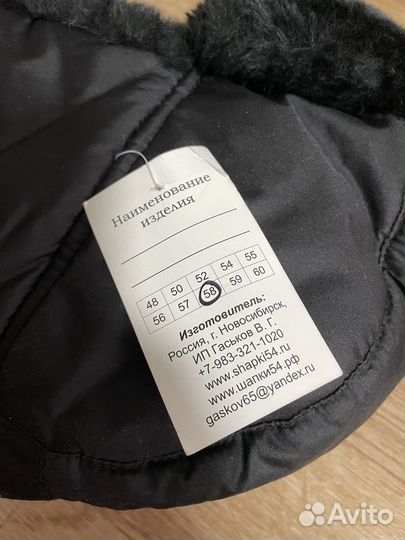 Наименование
изделия
48 50 52 54 55
56 57 58 59 60
Изготовитель:
Россия, г. Новосибирск,
ИП Гаськов В. Г.
+7-983-321-1020
www.shapki54.ru
www.шапки54.рф
gaskov65@yandex.ru
Avito